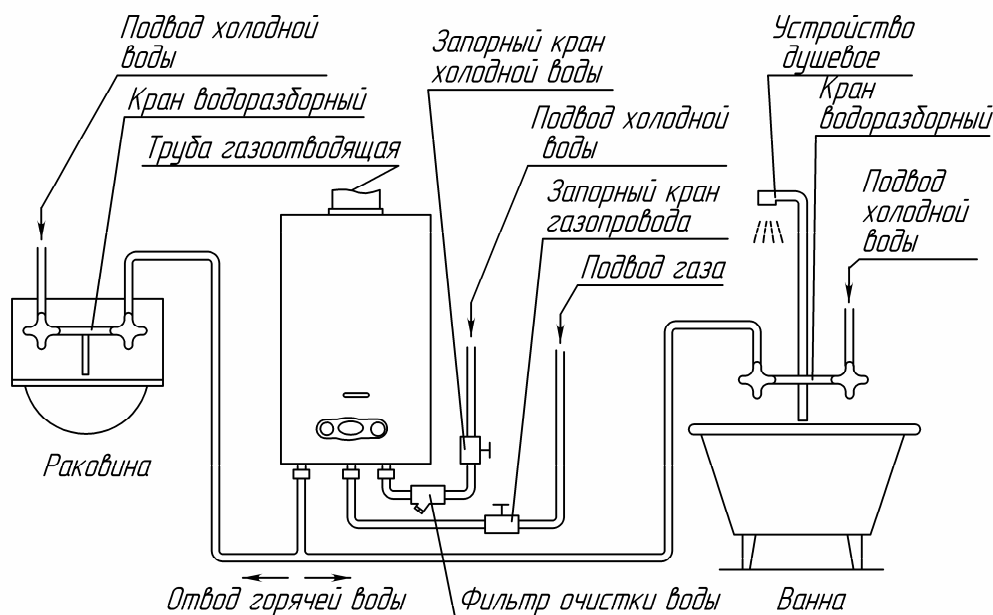 Подвод холодной
воды
Кран водоразборный
Труба газоотводящая
Запорный кран
холодной воды
Подвод холодной
воды
Запорный кран
газопровода
Подвод газа
Устройство
душевое
Кран
водоразборный
Подвод
холодной
воды
Раковина
Отвод горячей воды
Фильтр очистки воды
Ванна